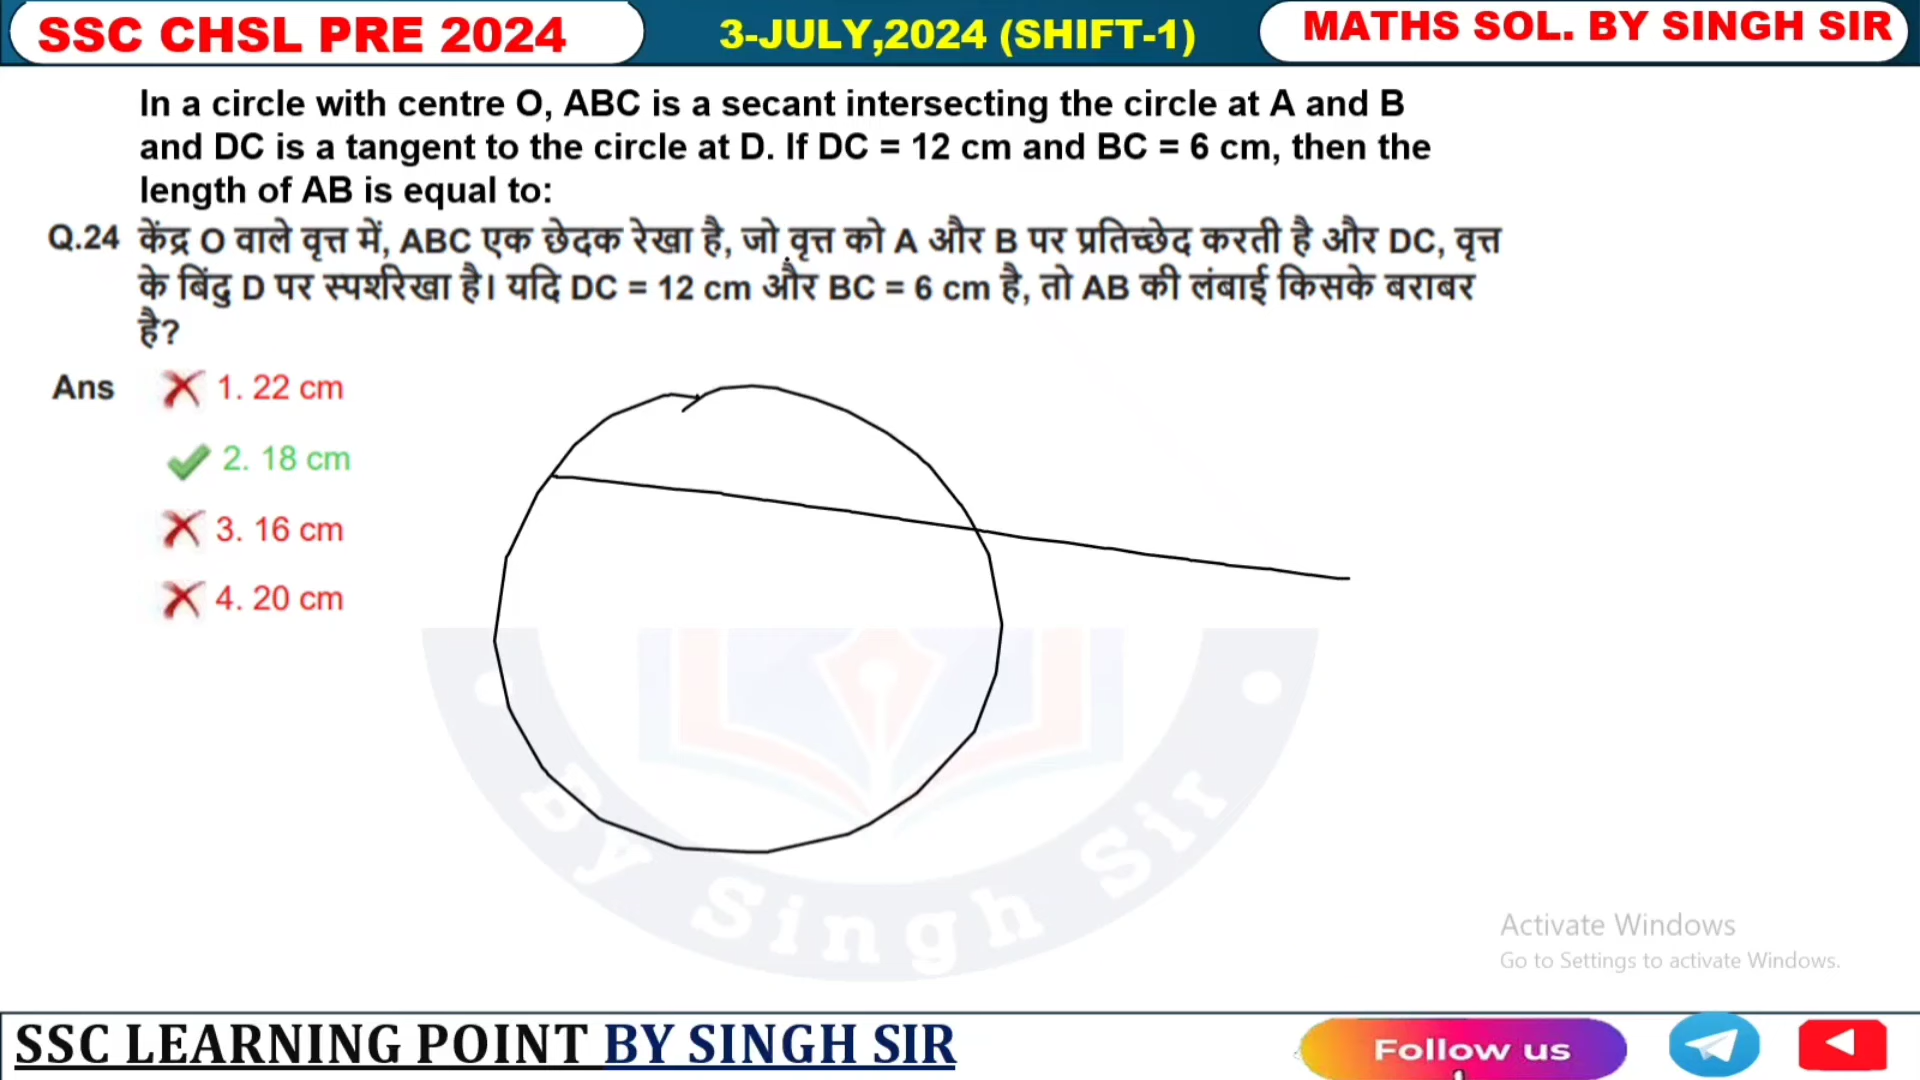 SSC CHSL PRE 2024
3-JULY,2024 (SHIFT-1)
MATHS SOL. BY SINGH SIR
In a circle with centre O, ABC is a secant intersecting the circle at A and B
and DC is a tangent to the circle at D. If DC = 12 cm and BC = 6 cm, then the
length of AB is equal to:
Q.24 केंद्र O वाले वृत्त में, ABC एक छेदक रेखा है, जो वृत्त को A और B पर प्रतिच्छेद करती है और DC, वृत्त
के बिंदु D पर स्पर्शरेखा है। यदि DC = 12 cm और BC = 6 cm है, तो AB की लंबाई किसके बराबर
है?
Ans 1. 22 cm
2. 18 cm
3. 16 cm
4. 20 cm
By Singh Sir
Activate Windows
Go to Settings to activate Windows.
SSC LEARNING POINT BY SINGH SIR
Follow us